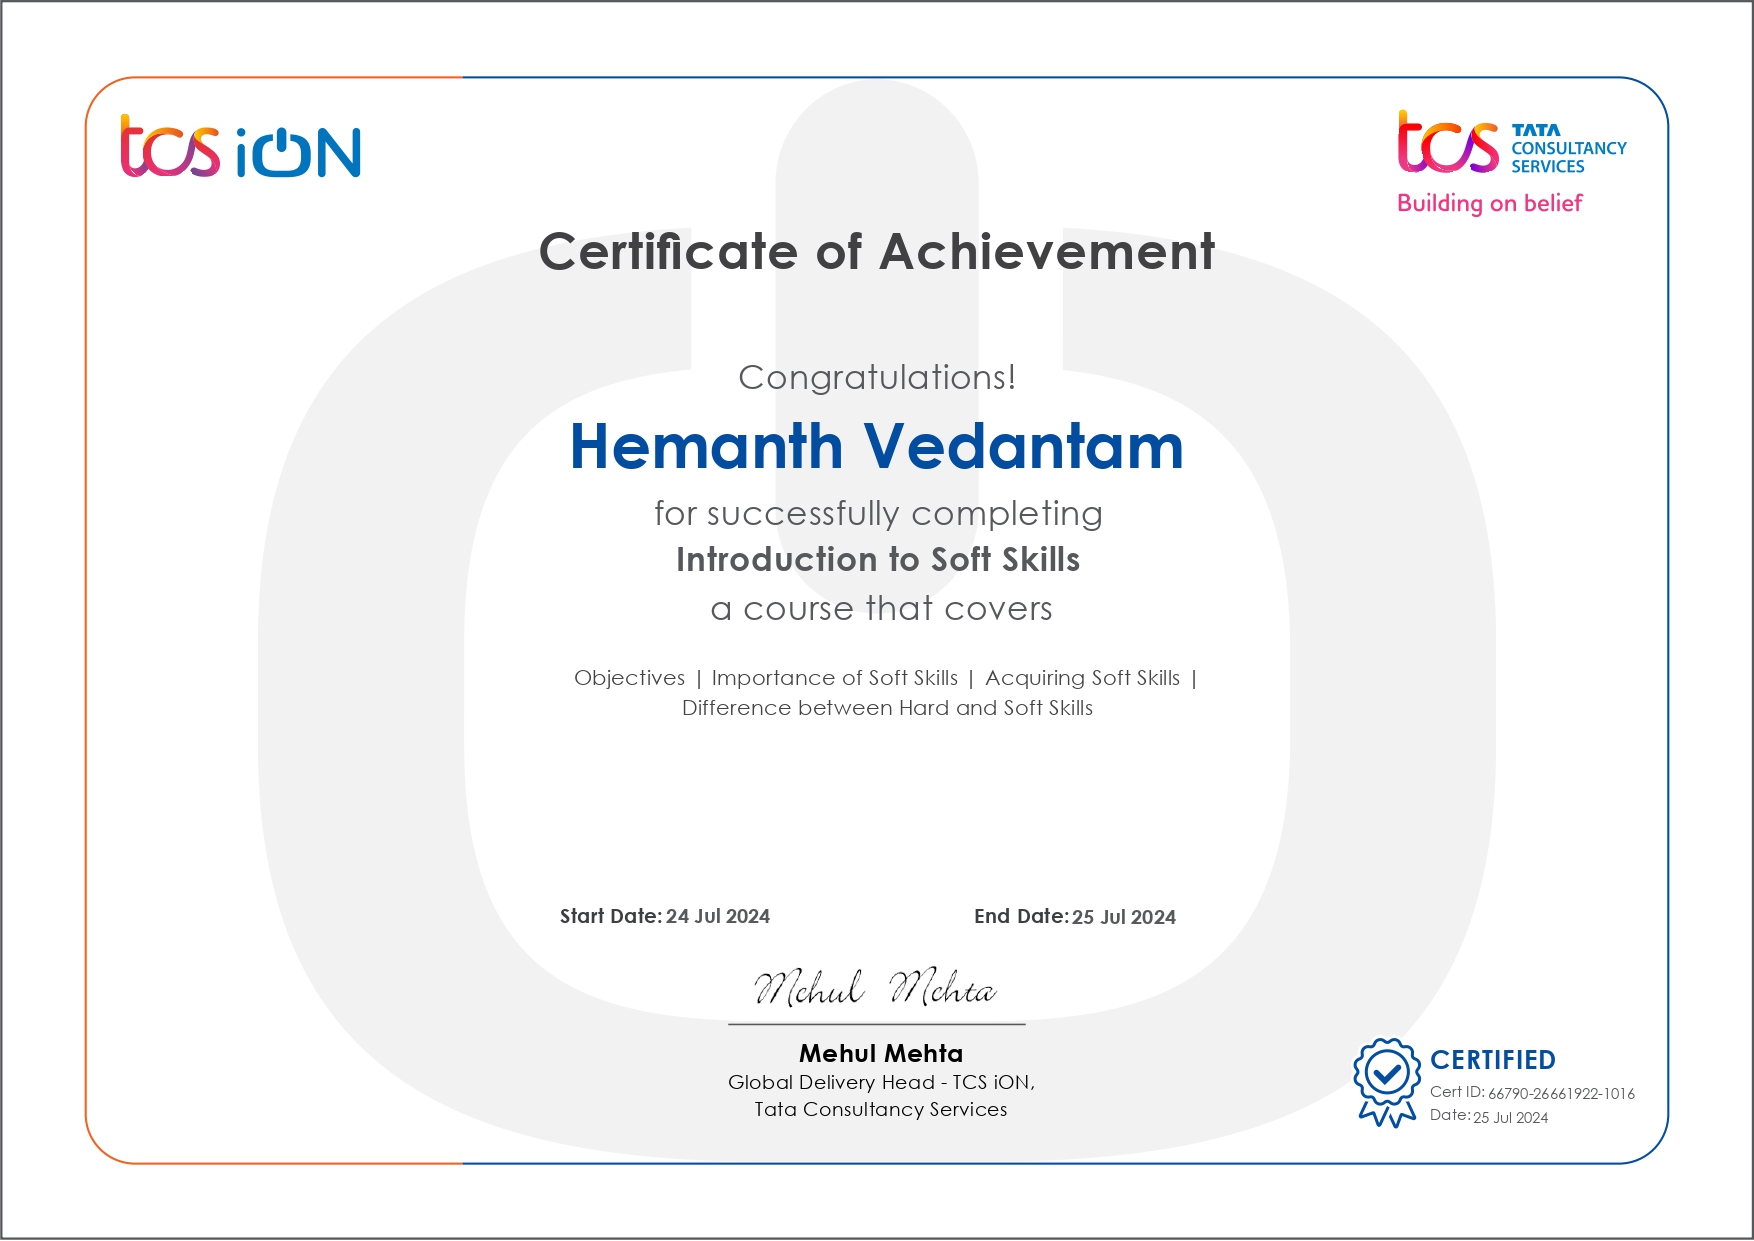 tcs iON
tcs TATA
CONSULTANCY
SERVICES
Building on belief
Certificate of Achievement
Congratulations!
Hemanth Vedantam
for successfully completing
Introduction to Soft Skills
a course that covers
Objectives | Importance of Soft Skills | Acquiring Soft Skills |
Difference between Hard and Soft Skills
Start Date: 24 Jul 2024 End Date: 25 Jul 2024
Mehul Mehta
Mehul Mehta
Global Delivery Head - TCS iON,
Tata Consultancy Services
CERTIFIED
Cert ID: 66790-26661922-1016
Date: 25 Jul 2024